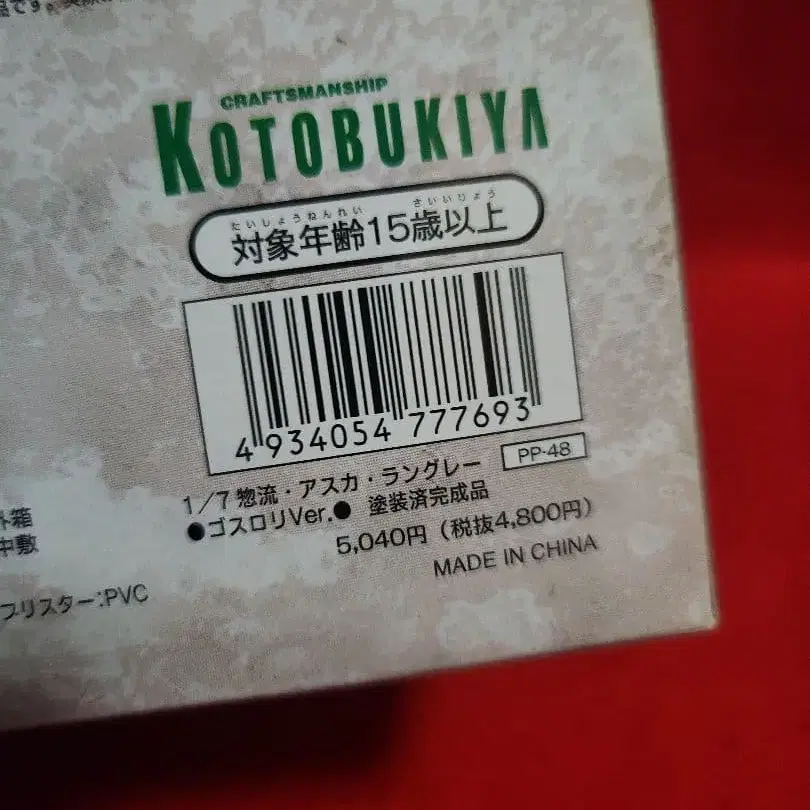 CRAFTSMANSHIP
KOTOBUKIYA
たいしょうねんれい さいいじょう
対象年齢15歳以上
4 934054 777693
PP-48
1/7 惣流・アスカ・ラングレー
●ゴスロリVer.● 塗装済完成品
5,040円（税抜4,800円）
MADE IN CHINA
外箱
中敷
ブリスター:PVC